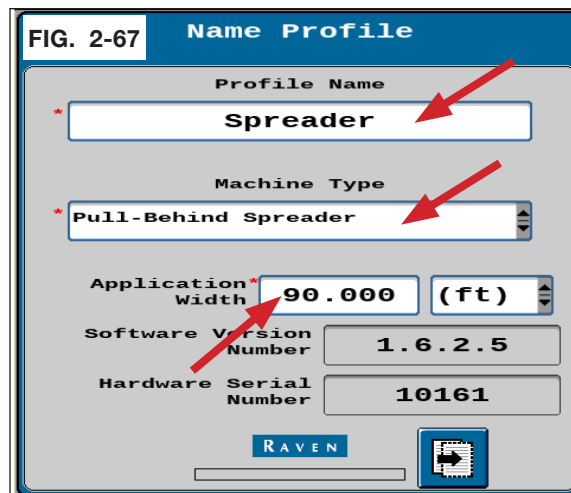 FIG. 2-67
Name Profile
Profile Name
* Spreader
Machine Type
* Pull-Behind Spreader
Application*
Width 90.000 (ft)
Software Version
Number 1.6.2.5
Hardware Serial
Number 10161
RAVEN